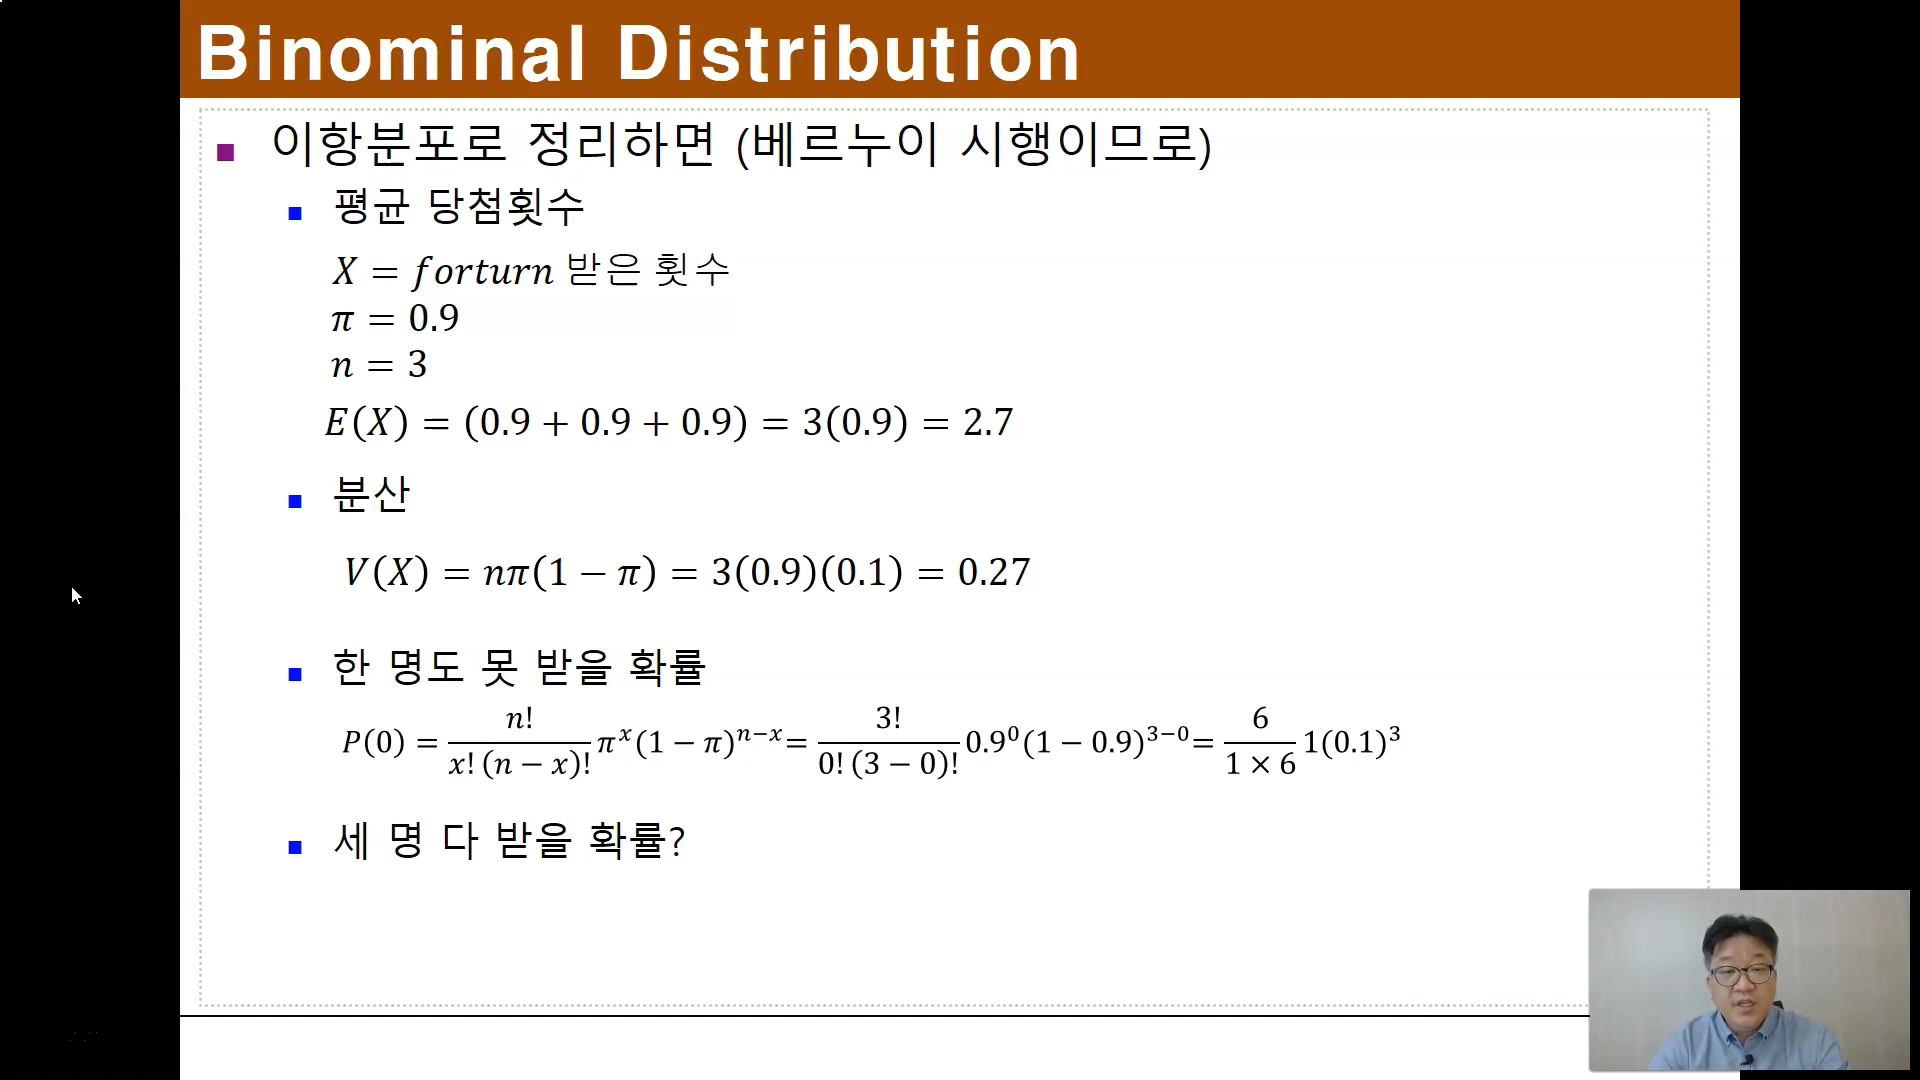 Binominal Distribution
이항분포로 정리하면 (베르누이 시행이므로)
평균 당첨횟수
X = forturn 받은 횟수
π = 0.9
n = 3
E(X) = (0.9 + 0.9 + 0.9) = 3(0.9) = 2.7
분산
V(X) = nπ(1 − π) = 3(0.9)(0.1) = 0.27
한 명도 못 받을 확률
P(0) = n! / x! (n − x)! π^x (1 − π)^{n−x} = 3! / 0! (3 − 0)! 0.9^0 (1 − 0.9)^{3−0} = 6 / 1 × 6 1(0.1)^3
세 명 다 받을 확률?